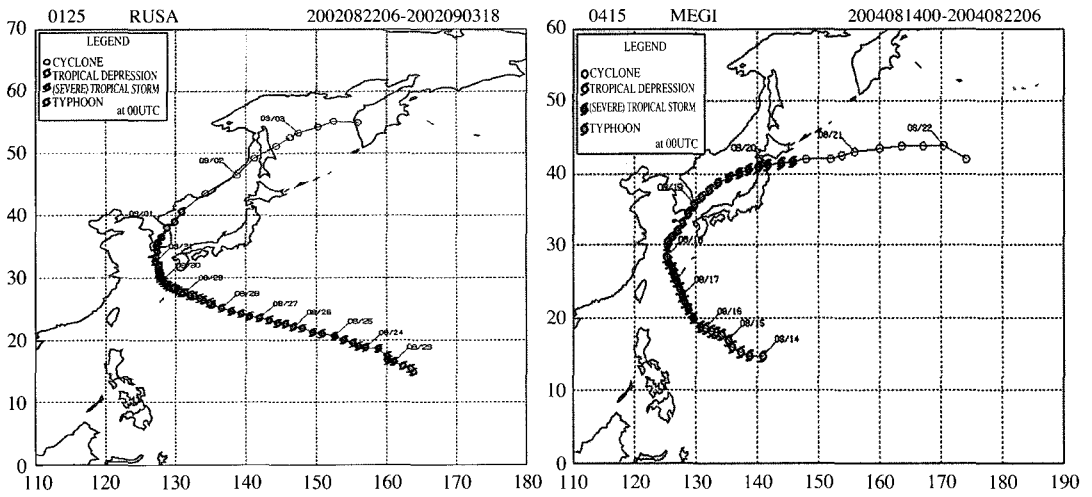 0125 RUSA 2002082206-2002090318
70
60
50
40
30
20
10
0
110 120 130 140 150 160 170 180
LEGEND
CYCLONE
TROPICAL DEPRESSION
(SEVERE) TROPICAL STORM
TYPHOON
at 00UTC
09/03
09/02
09/01
08/31
08/30
08/29
08/28
08/27
08/26
08/25
08/24
08/23
0415 MEGI 2004081400-2004082206
60
50
40
30
20
10
0
110 120 130 140 150 160 170 180 190
LEGEND
CYCLONE
TROPICAL DEPRESSION
(SEVERE) TROPICAL STORM
TYPHOON
at 00UTC
08/22
08/21
08/20
08/19
08/18
08/17
08/16
08/15
08/14